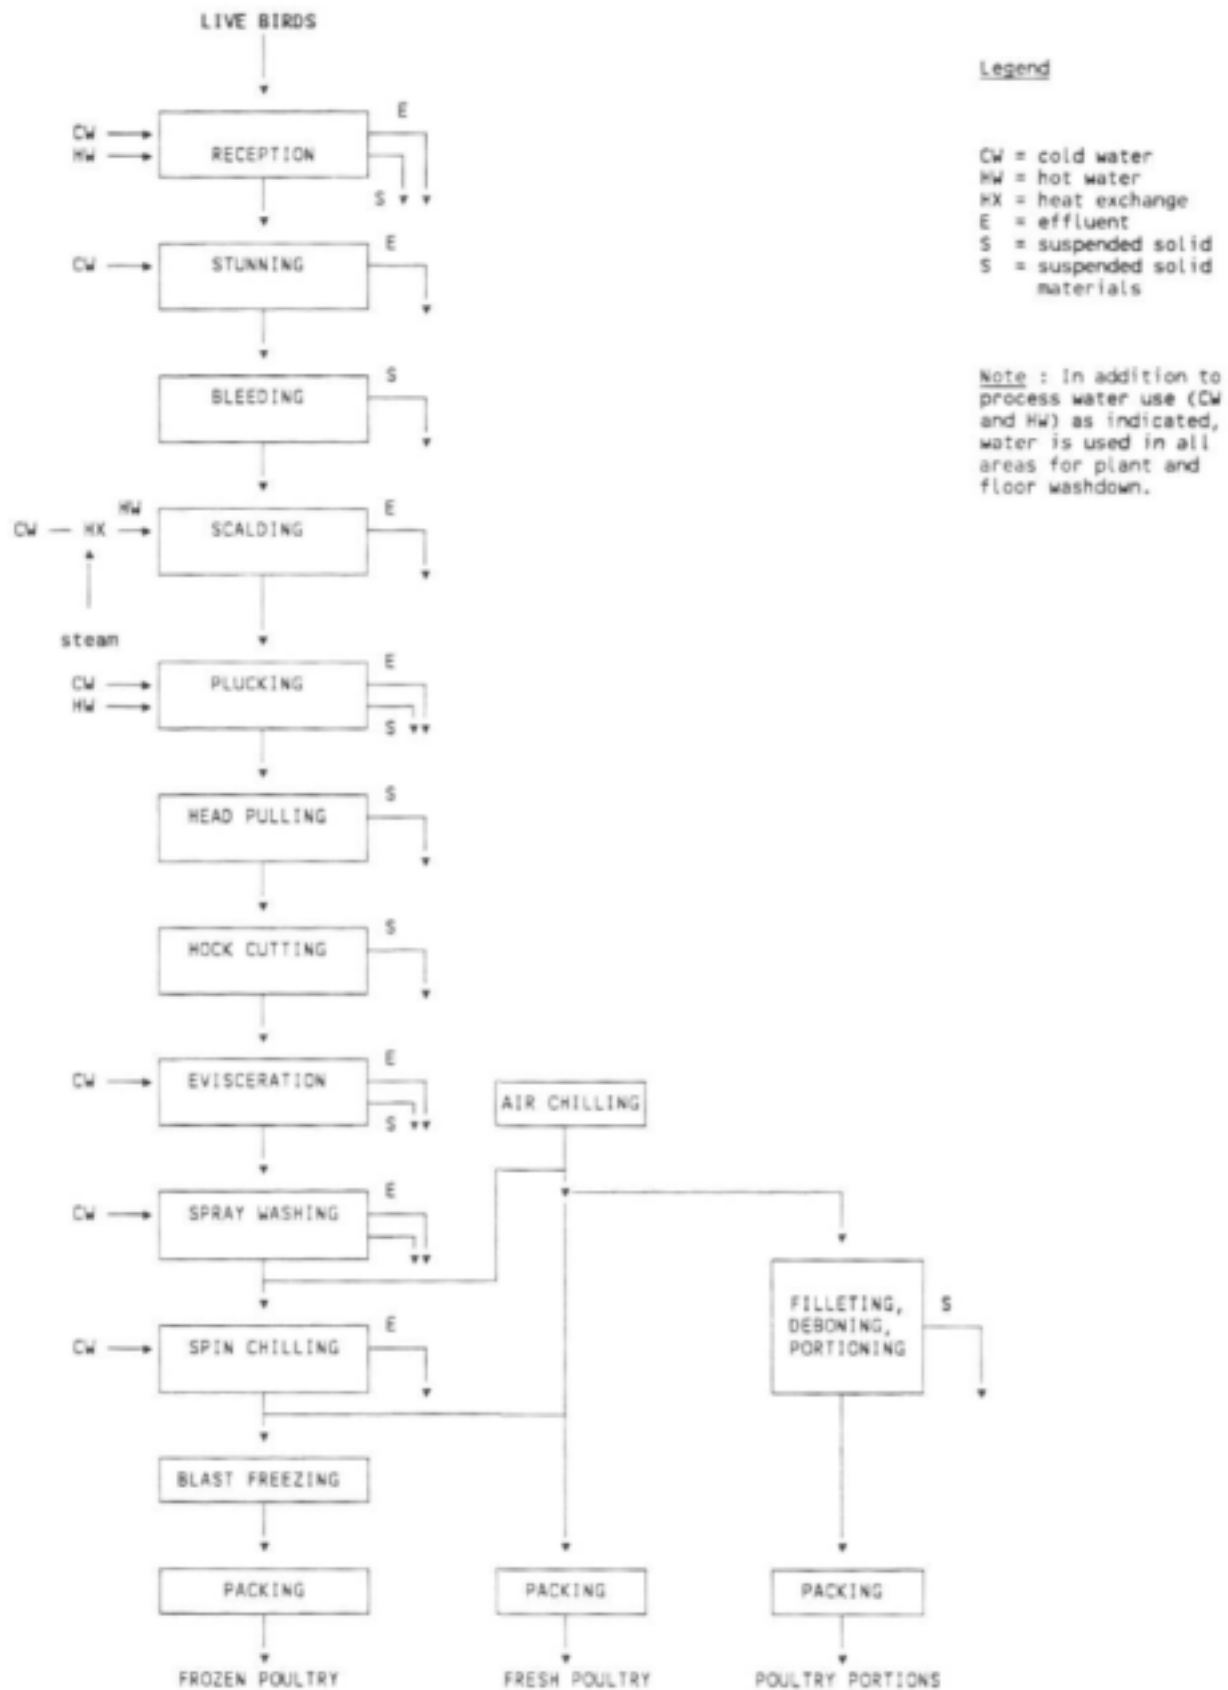 LIVE BIRDS
Legend
E
CW
HW
RECEPTION
S
CW = cold water
HW = hot water
HX = heat exchange
E = effluent
S = suspended solid
S = suspended solid
materials
E
CW
STUNNING
S
BLEEDING
Note : In addition to
process water use (CW
and HW) as indicated,
water is used in all
areas for plant and
floor washdown.
HW
E
CW
HX
SCALDING
steam
E
CW
HW
PLUCKING
S
S
HEAD PULLING
S
HOCK CUTTING
E
CW
EVISCERATION
S
AIR CHILLING
E
CW
SPRAY WASHING
FILLETING,
DEBONING,
PORTIONING
S
E
CW
SPIN CHILLING
BLAST FREEZING
PACKING
PACKING
PACKING
FROZEN POULTRY
FRESH POULTRY
POULTRY PORTIONS